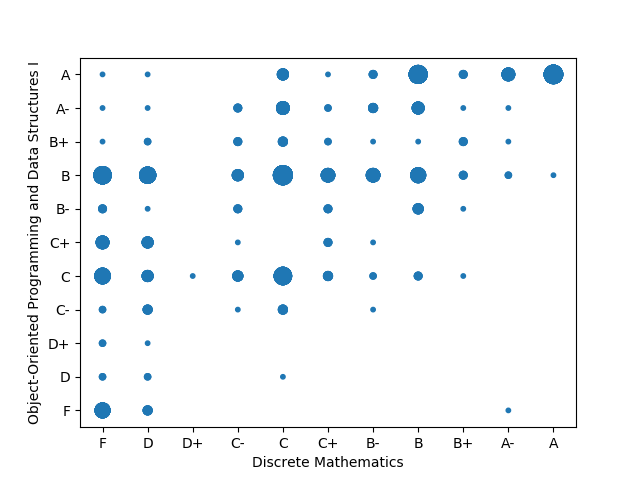 Object-Oriented Programming and Data Structures I
A
A-
B+
B
B-
C+
C
C-
D+
D
F
F D D+ C- C C+ B- B B+ A- A
Discrete Mathematics